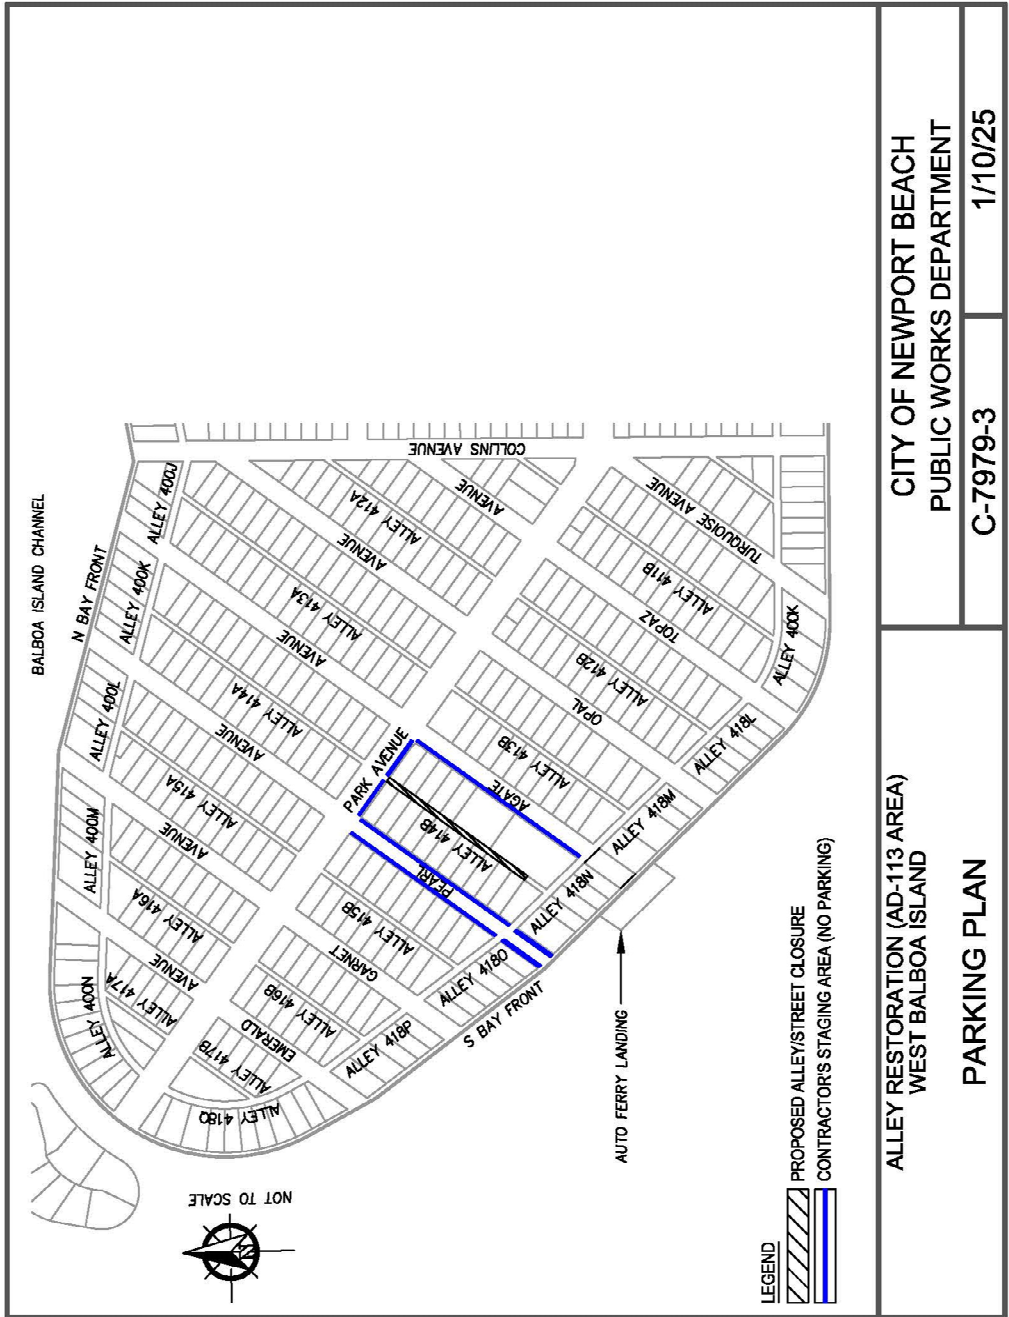 BALBOA ISLAND CHANNEL
N BAY FRONT
ALLEY 400J
ALLEY 400K
ALLEY 400L
ALLEY 400M
ALLEY 400N
COLLINS AVENUE
AVENUE
ALLEY 412A
AVENUE
ALLEY 413A
AVENUE
ALLEY 414A
AVENUE
ALLEY 415A
AVENUE
ALLEY 416A
AVENUE
ALLEY 417A
PARK AVENUE
TURQUOISE AVENUE
ALLEY 411B
TOPAZ
ALLEY 412B
OPAL
ALLEY 413B
AGATE
ALLEY 414B
PEARL
ALLEY 415B
GARNET
ALLEY 416B
EMERALD
ALLEY 417B
ALLEY 400K
ALLEY 418L
ALLEY 418M
ALLEY 418N
ALLEY 418O
ALLEY 418P
ALLEY 418Q
S BAY FRONT
AUTO FERRY LANDING
NOT TO SCALE
N
LEGEND
PROPOSED ALLEY/STREET CLOSURE
CONTRACTOR'S STAGING AREA (NO PARKING)
ALLEY RESTORATION (AD-113 AREA)
WEST BALBOA ISLAND
PARKING PLAN
CITY OF NEWPORT BEACH
PUBLIC WORKS DEPARTMENT
C-7979-3
1/10/25